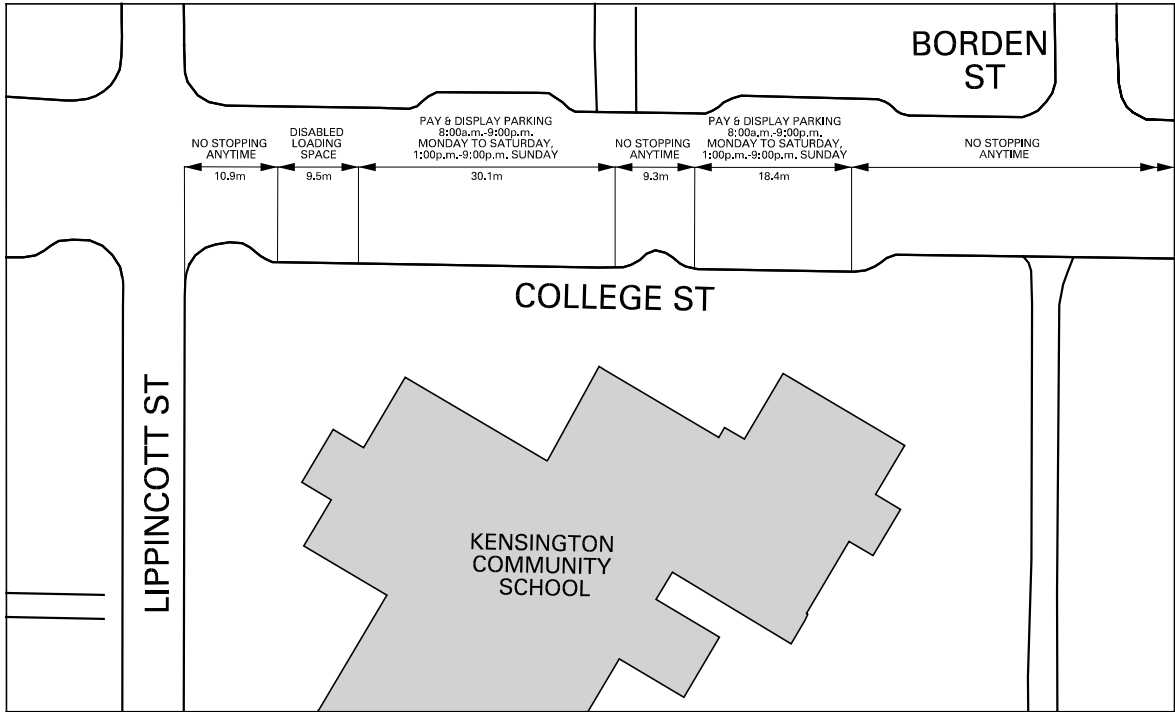 BORDEN
ST
NO STOPPING
ANYTIME
10.9m
DISABLED
LOADING
SPACE
9.5m
PAY & DISPLAY PARKING
8:00a.m.-9:00p.m.
MONDAY TO SATURDAY,
1:00p.m.-9:00p.m. SUNDAY
30.1m
NO STOPPING
ANYTIME
9.3m
PAY & DISPLAY PARKING
8:00a.m.-9:00p.m.
MONDAY TO SATURDAY,
1:00p.m.-9:00p.m. SUNDAY
18.4m
NO STOPPING
ANYTIME
COLLEGE ST
LIPPINCOTT ST
KENSINGTON
COMMUNITY
SCHOOL